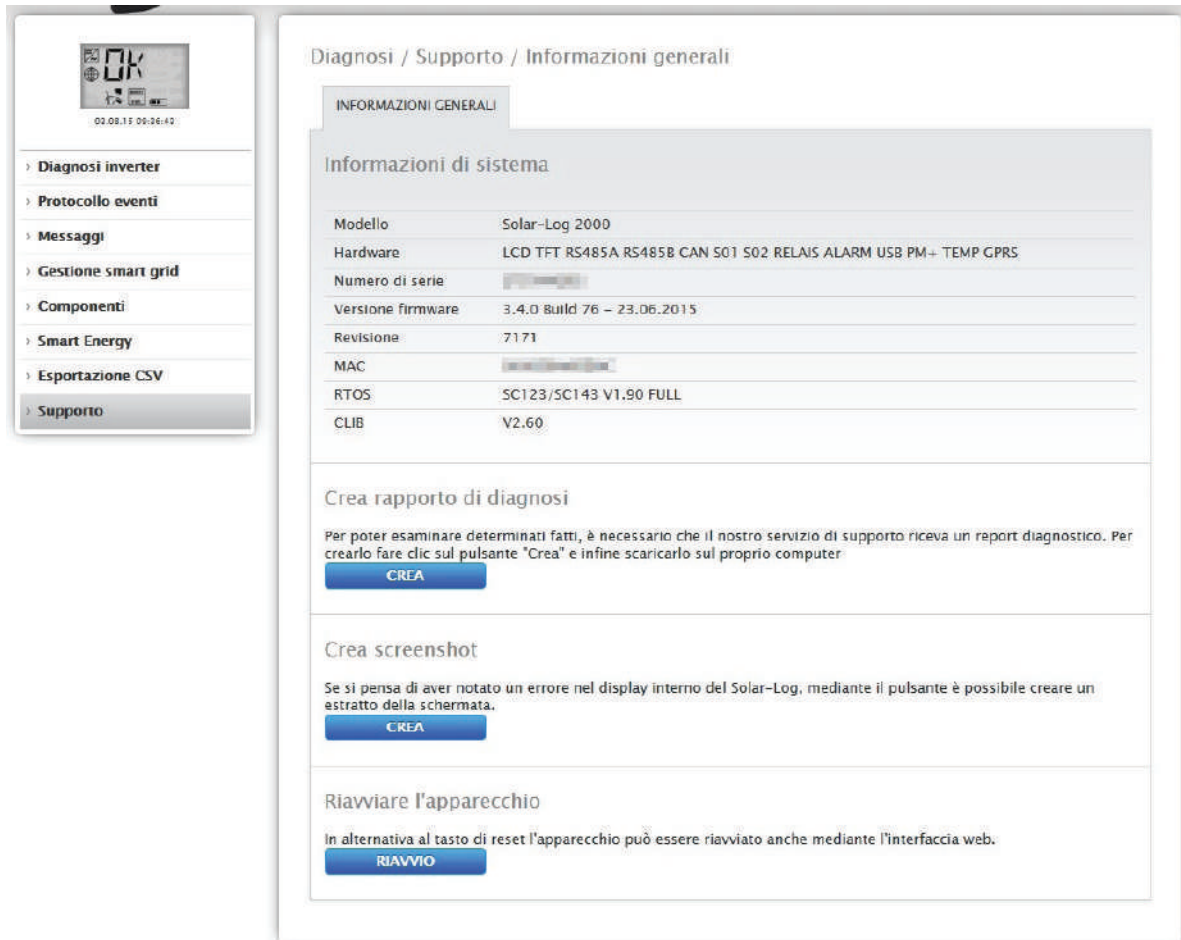 OK
03.08.15 09:36:42
Diagnosi inverter
Protocollo eventi
Messaggi
Gestione smart grid
Componenti
Smart Energy
Esportazione CSV
Supporto
Diagnosi / Supporto / Informazioni generali
INFORMAZIONI GENERALI
Informazioni di sistema
Modello Solar-Log 2000
Hardware LCD TFT RS485A RS485B CAN S01 S02 RELAIS ALARM USB PM+ TEMP GPRS
Numero di serie
Versione firmware 3.4.0 Build 76 - 23.06.2015
Revisione 7171
MAC
RTOS SC123/SC143 V1.90 FULL
CLIB V2.60
Crea rapporto di diagnosi
Per poter esaminare determinati fatti, è necessario che il nostro servizio di supporto riceva un report diagnostico. Per
crearlo fare clic sul pulsante "Crea" e infine scaricarlo sul proprio computer
CREA
Crea screenshot
Se si pensa di aver notato un errore nel display interno del Solar-Log, mediante il pulsante è possibile creare un
estratto della schermata.
CREA
Riavviare l'apparecchio
In alternativa al tasto di reset l'apparecchio può essere riavviato anche mediante l'interfaccia web.
RIAVVIO